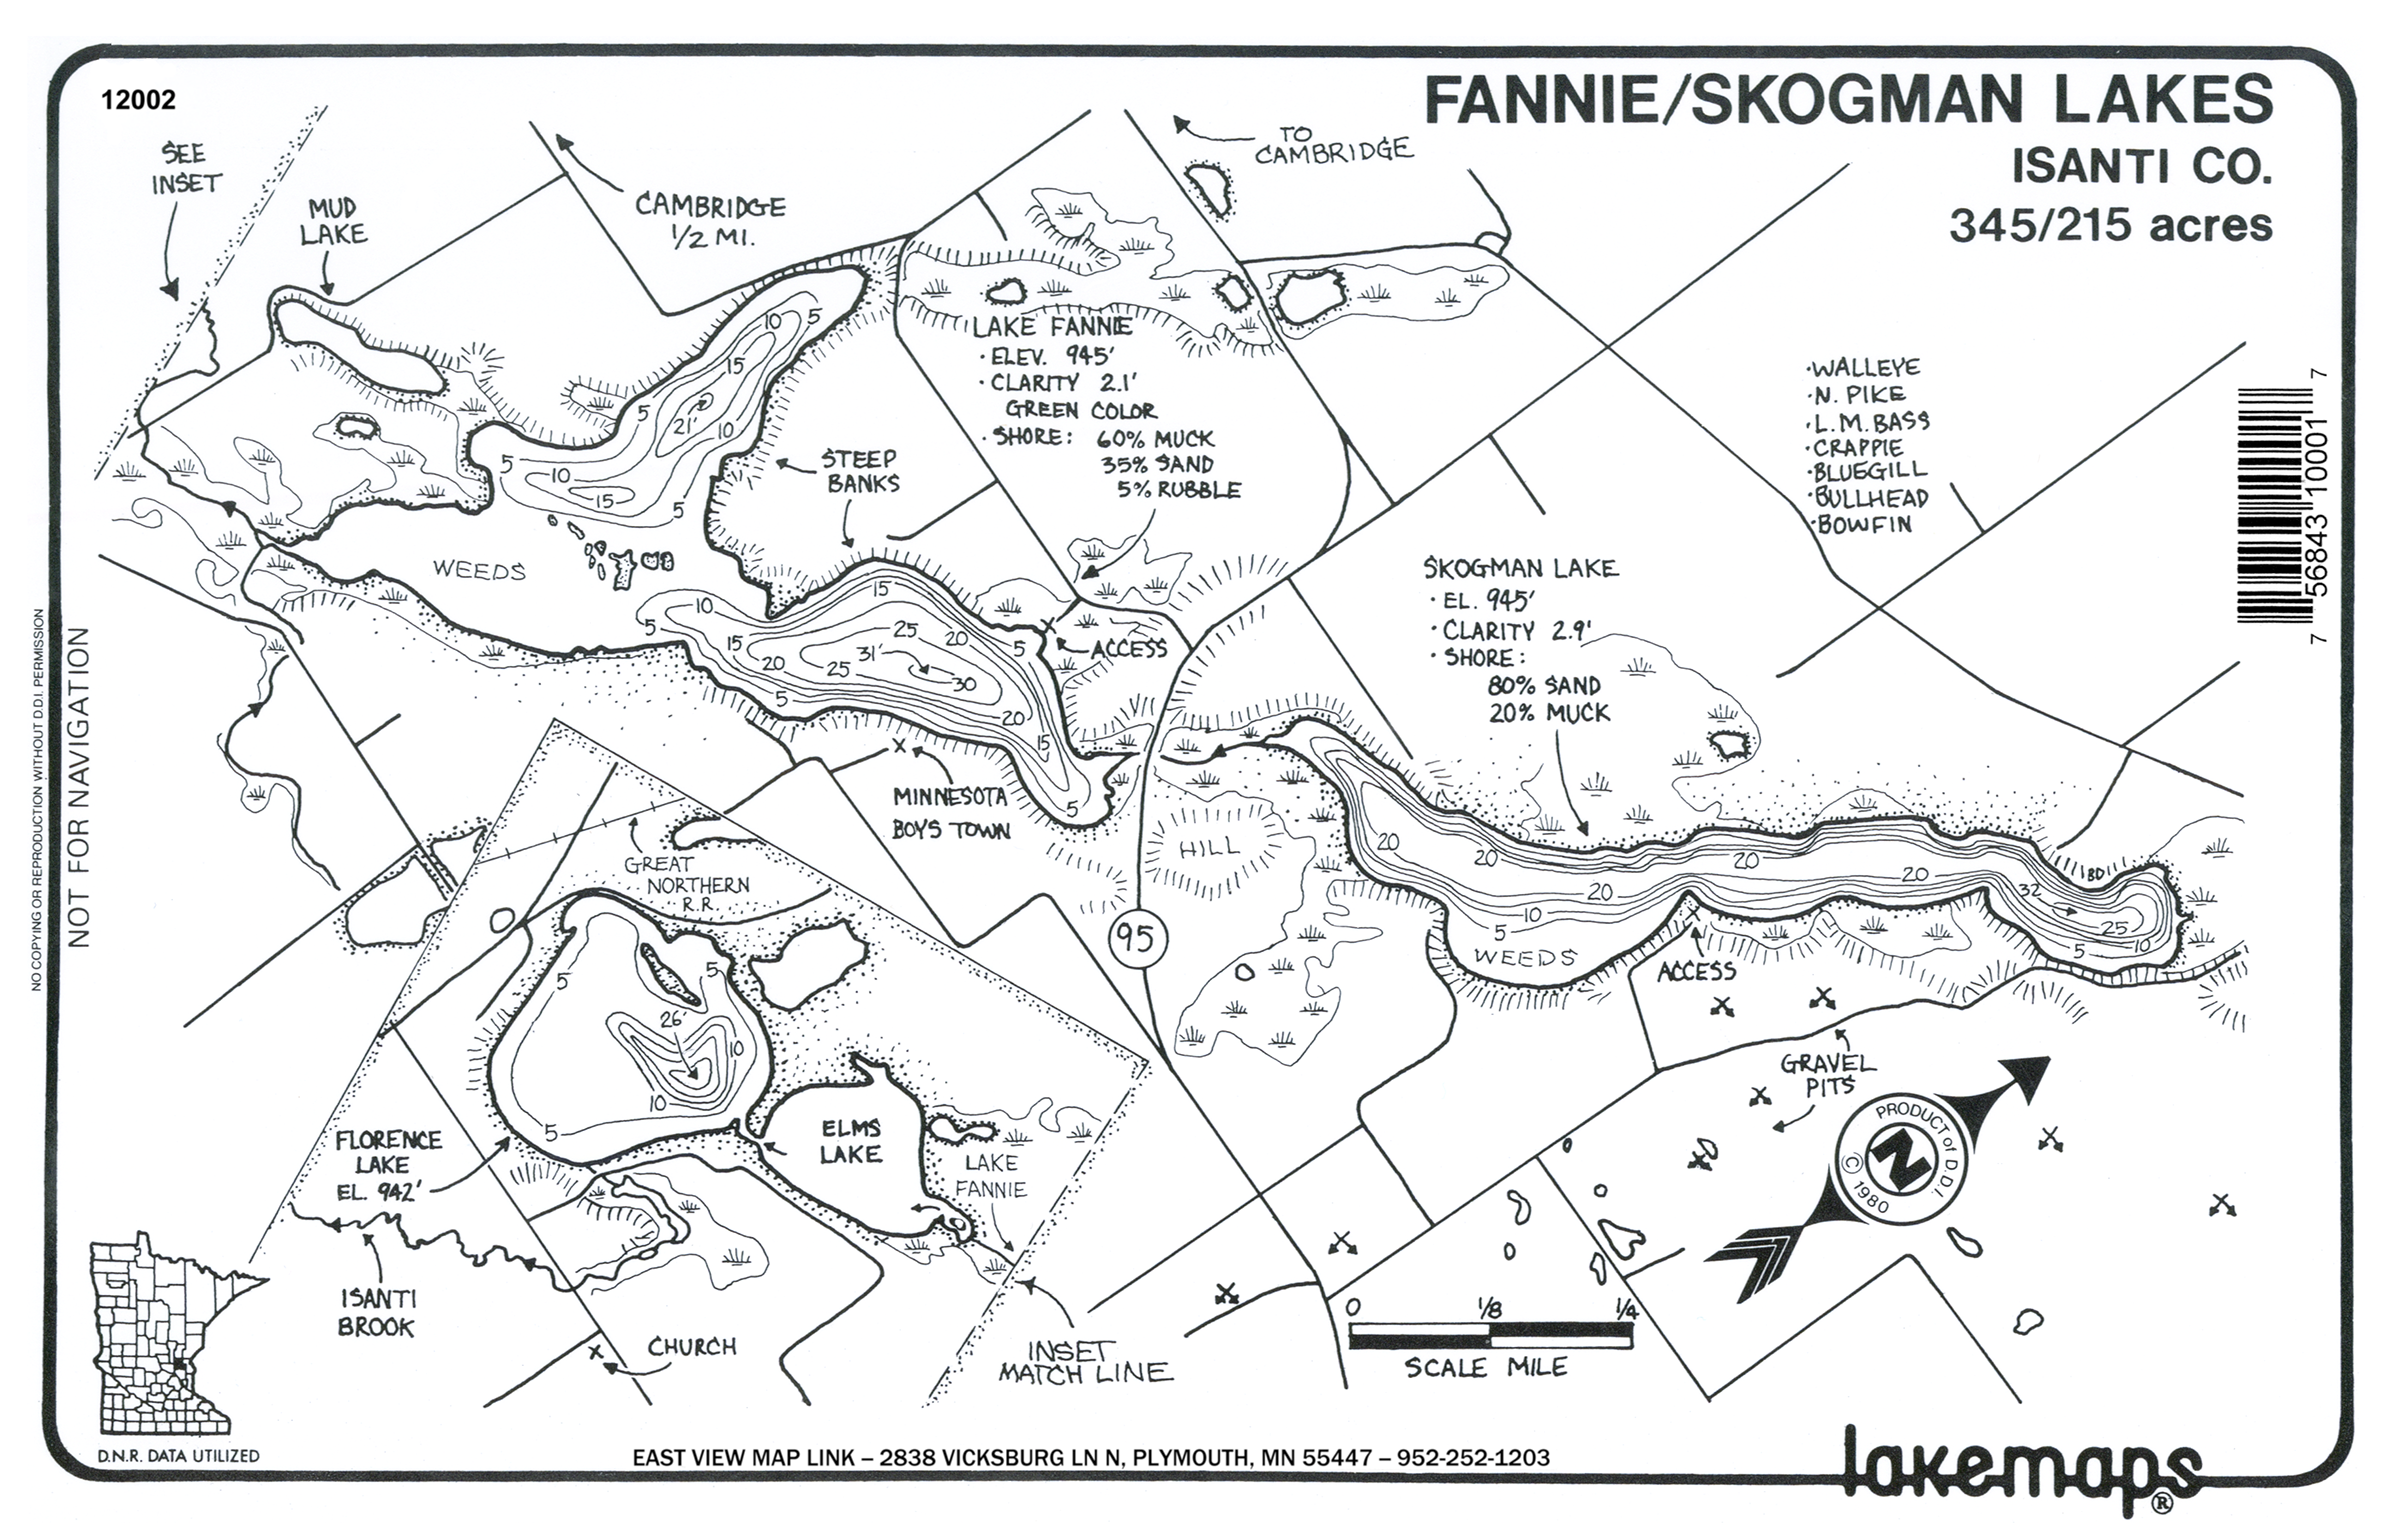 12002
FANNIE/SKOGMAN LAKES
ISANTI CO.
345/215 acres
SEE
INSET
MUD
LAKE
CAMBRIDGE
1/2 MI.
TO
CAMBRIDGE
LAKE FANNIE
· ELEV. 945'
· CLARITY 2.1'
GREEN COLOR
· SHORE: 60% MUCK
35% SAND
5% RUBBLE
·WALLEYE
·N. PIKE
·L.M. BASS
·CRAPPIE
·BLUEGILL
·BULLHEAD
·BOWFIN
7 56843 10001 7
10
5
15
5
21'
10
5
10
15
5
STEEP
BANKS
WEEDS
10
5
15
15
25
20
5
20
25
31'
30
5
20
15
5
ACCESS
MINNESOTA
BOYS TOWN
SKOGMAN LAKE
· EL. 945'
· CLARITY 2.9'
· SHORE:
80% SAND
20% MUCK
HILL
95
20
20
20
20
20
10
5
WEEDS
32
25
10
5
BD
ACCESS
GRAVEL
PITS
GREAT
NORTHERN
R.R.
5
5
26'
10
10
5
FLORENCE
LAKE
EL. 942'
ELMS
LAKE
LAKE
FANNIE
ISANTI
BROOK
CHURCH
INSET
MATCH LINE
0 1/8 1/4
SCALE MILE
PRODUCT of D.D.I.
N
© 1980
NOT FOR NAVIGATION
NO COPYING OR REPRODUCTION WITHOUT D.D.I. PERMISSION
D.N.R. DATA UTILIZED
EAST VIEW MAP LINK – 2838 VICKSBURG LN N, PLYMOUTH, MN 55447 – 952-252-1203
lakemaps®